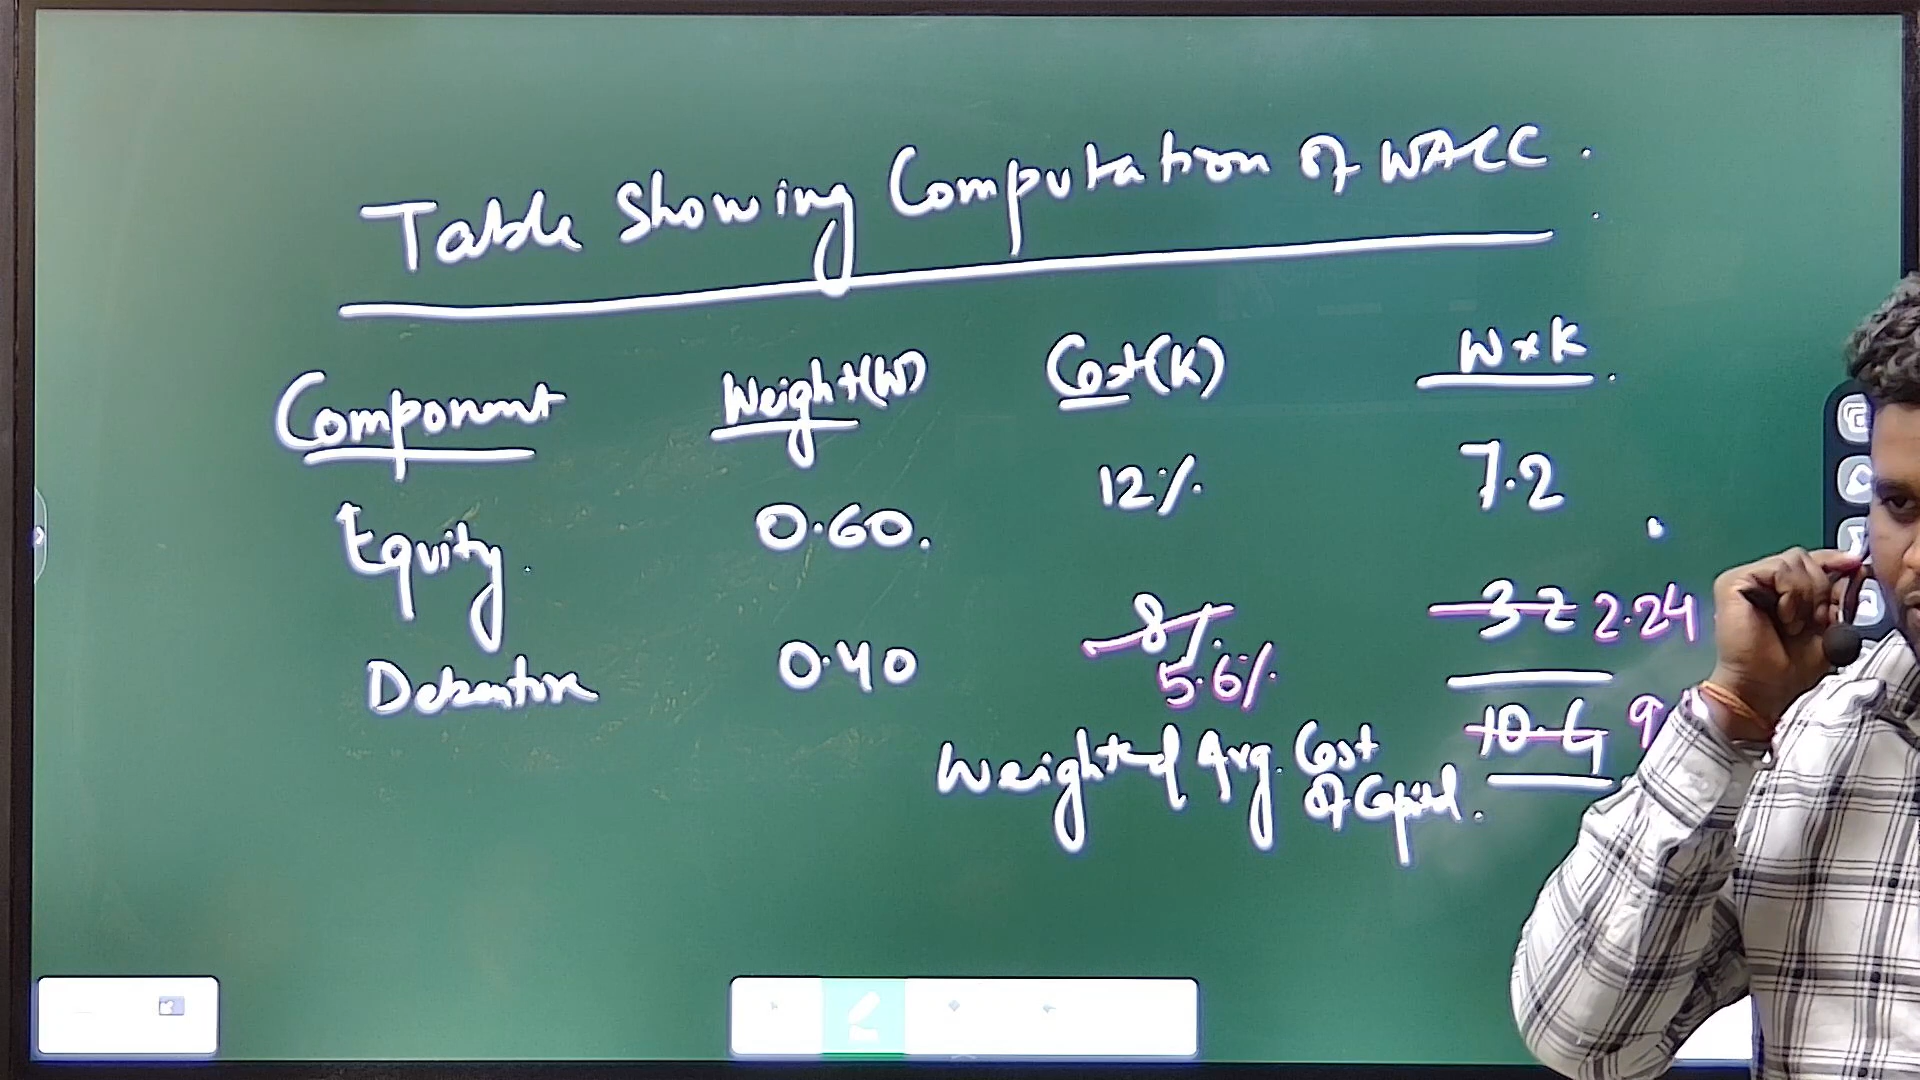 Table Showing Computation of WACC.
Component Weight(W) Cost(K) W×K
Equity 0.60 12% 7.2
Debenture 0.40 8% 5.6% 3.2 2.24
Weighted Avg. Cost of Capital. 10.4 9